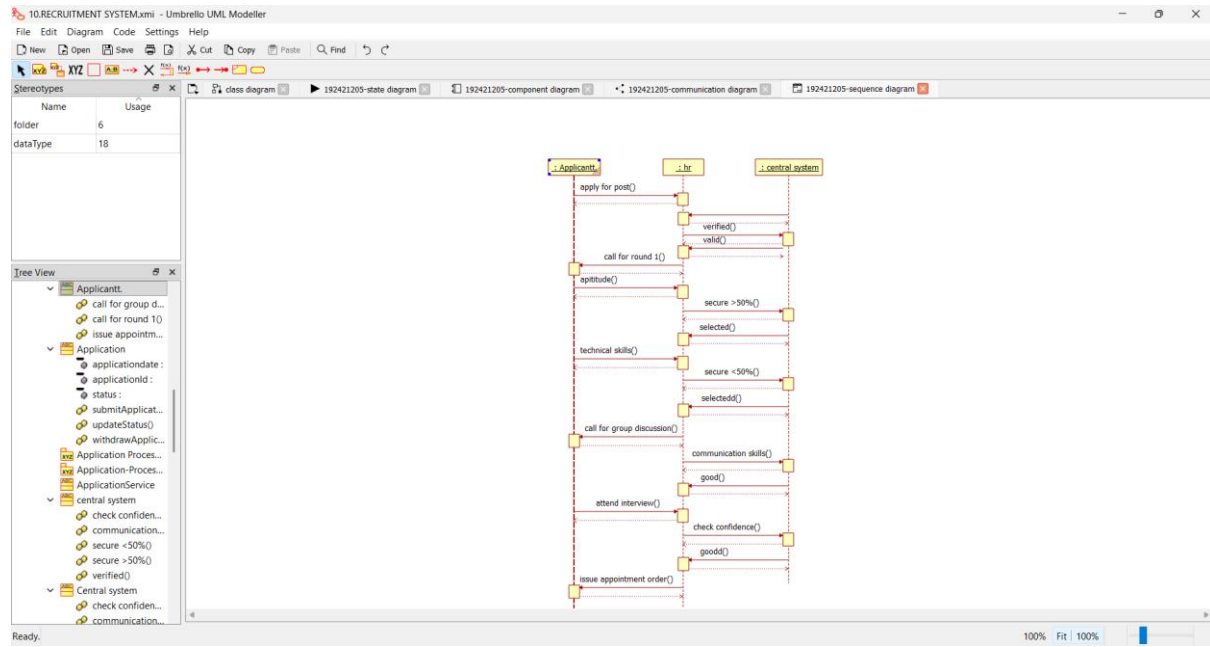 10.RECRUITMENT SYSTEM.xmi - Umbrello UML Modeller
File Edit Diagram Code Settings Help
New Open Save Cut Copy Paste Find
XYZ XYZ A.B f(x) f(x)
Stereotypes
class diagram 192421205-state diagram 192421205-component diagram 192421205-communication diagram 192421205-sequence diagram
Name Usage
folder 6
dataType 18
Tree View
Applicantt.
call for group d...
call for round 1()
issue appointm...
Application
applicationdate :
applicationId :
status :
submitApplicat...
updateStatus()
withdrawApplic...
Application Proces...
Application-Proces...
ApplicationService
central system
check confiden...
communication...
secure <50%()
secure >50%()
verified()
Central system
check confiden...
communication...
: Applicantt. : hr : central system
apply for post()
verified()
valid()
call for round 1()
apititude()
secure >50%()
selected()
technical skills()
secure <50%()
selectedd()
call for group discussion()
communication skills()
good()
attend interview()
check confidence()
goodd()
issue appointment order()
Ready.
100% Fit 100%